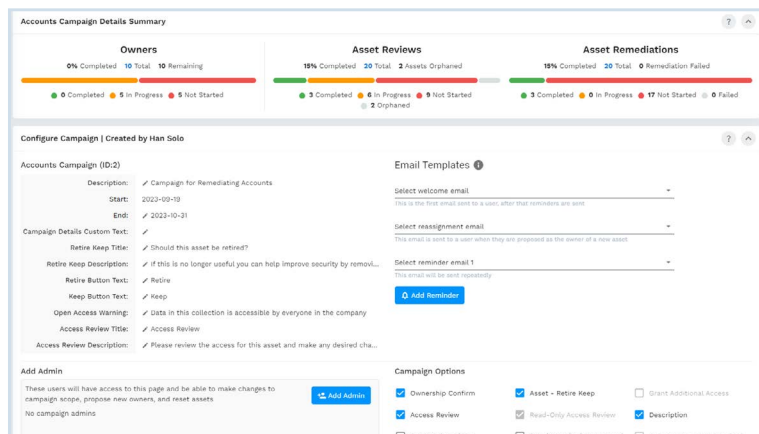 Accounts Campaign Details Summary
?
Owners
0% Completed 10 Total 10 Remaining
0 Completed 5 In Progress 5 Not Started
Asset Reviews
15% Completed 20 Total 2 Assets Orphaned
3 Completed 6 In Progress 9 Not Started
2 Orphaned
Asset Remediations
15% Completed 20 Total 0 Remediation Failed
3 Completed 0 In Progress 17 Not Started 0 Failed
Configure Campaign | Created by Han Solo
?
Accounts Campaign (ID:2)
Description: Campaign for Remediating Accounts
Start: 2023-09-19
End: 2023-10-31
Campaign Details Custom Text:
Retire Keep Title: Should this asset be retired?
Retire Keep Description: If this is no longer useful you can help improve security by removi...
Retire Button Text: Retire
Keep Button Text: Keep
Open Access Warning: Data in this collection is accessible by everyone in the company
Access Review Title: Access Review
Access Review Description: Please review the access for this asset and make any desired cha...
Email Templates i
Select welcome email
This is the first email sent to a user, after that reminders are sent
Select reassignment email
This email is sent to a user when they are proposed as the owner of a new asset
Select reminder email 1
This email will be sent repeatedly
Add Reminder
Add Admin
These users will have access to this page and be able to make changes to
campaign scope, propose new owners, and reset assets
Add Admin
No campaign admins
Campaign Options
Ownership Confirm Asset - Retire Keep Grant Additional Access
Access Review Read-Only Access Review Description